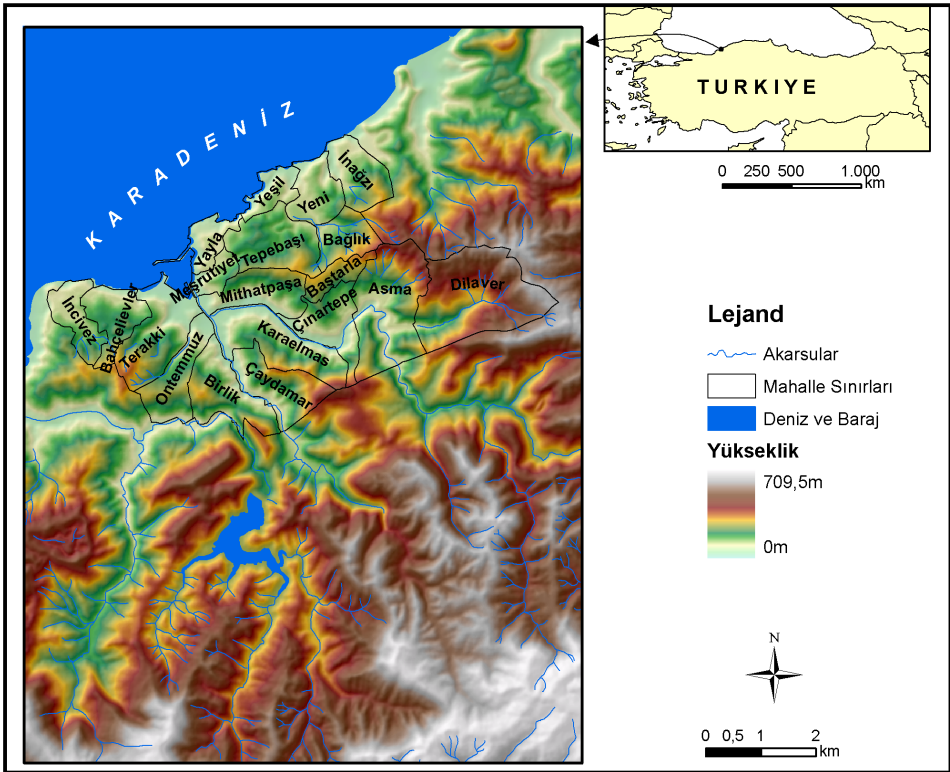 KARADENİZ
İnağzı
Yeşil
Yeni
Yayla
Tepebaşı
Bağlık
Meşrutiyet
Mithatpaşa
Baştarla
Asma
Dilaver
Çınartepe
İncivez
Bahçelievler
Terakki
Karaelmas
Ontemmuz
Birlik
Çaydamar
TURKIYE
0 250 500 1.000
km
Lejand
Akarsular
Mahalle Sınırları
Deniz ve Baraj
Yükseklik
709,5m
0m
N
0 0,5 1 2
km